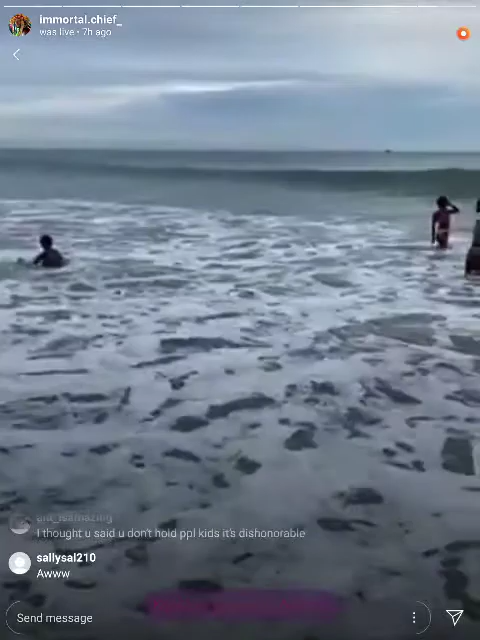 immortal.chief_
was live • 7h ago
I thought u said u don't hold ppl kids it's dishonorable
sallysal210
Awww
Send message